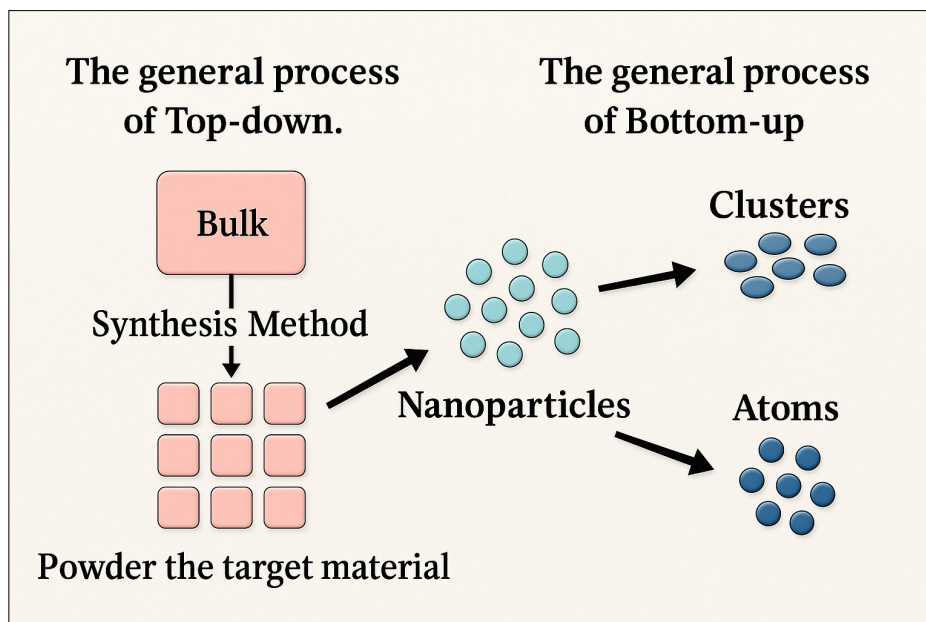 The general process
of Top-down.
Bulk
Synthesis Method
Powder the target material
Nanoparticles
The general process
of Bottom-up
Clusters
Atoms